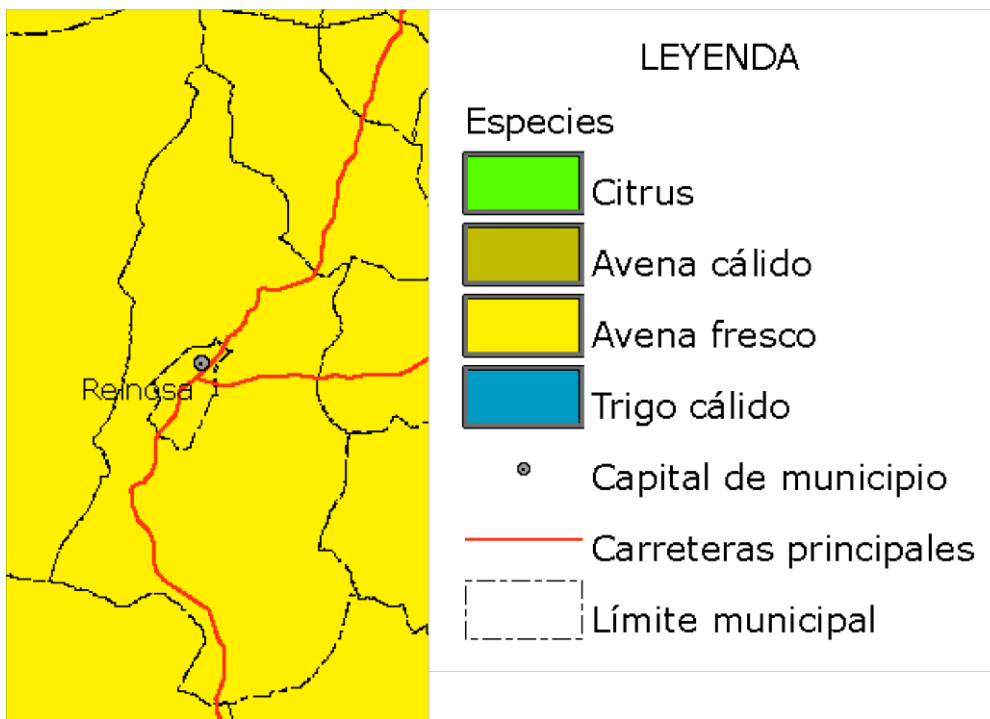 Reinosa
LEYENDA
Especies
Citrus
Avena cálido
Avena fresco
Trigo cálido
Capital de municipio
Carreteras principales
Límite municipal